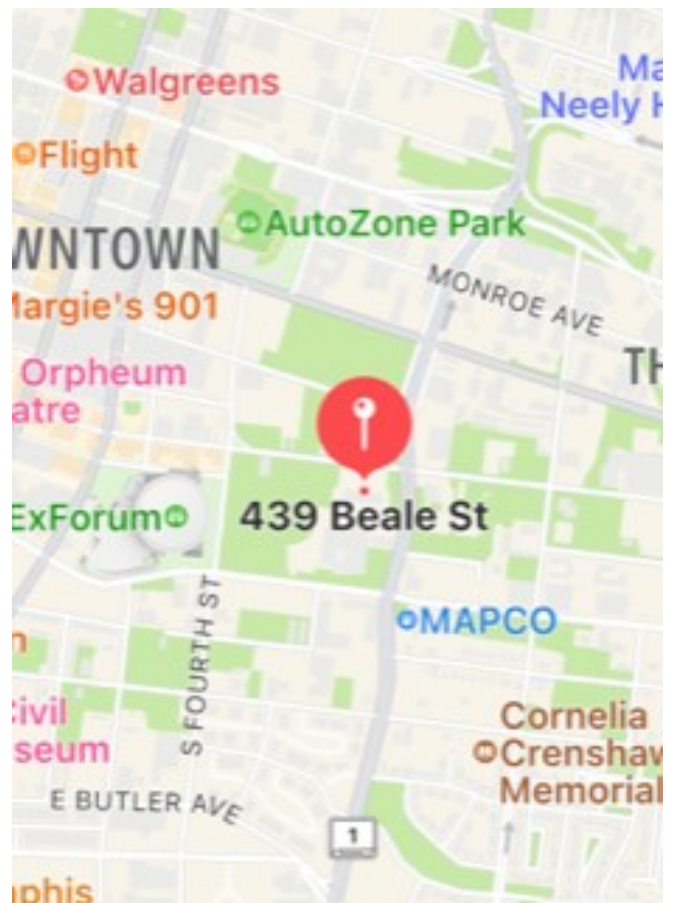 Walgreens
Ma
Neely H
Flight
AutoZone Park
WNTOWN
MONROE AVE
Margie's 901
TH
Orpheum
atre
ExForum
439 Beale St
MAPCO
S FOURTH ST
n
Civil
seum
Cornelia
Crenshaw
Memorial
E BUTLER AVE
1
phis